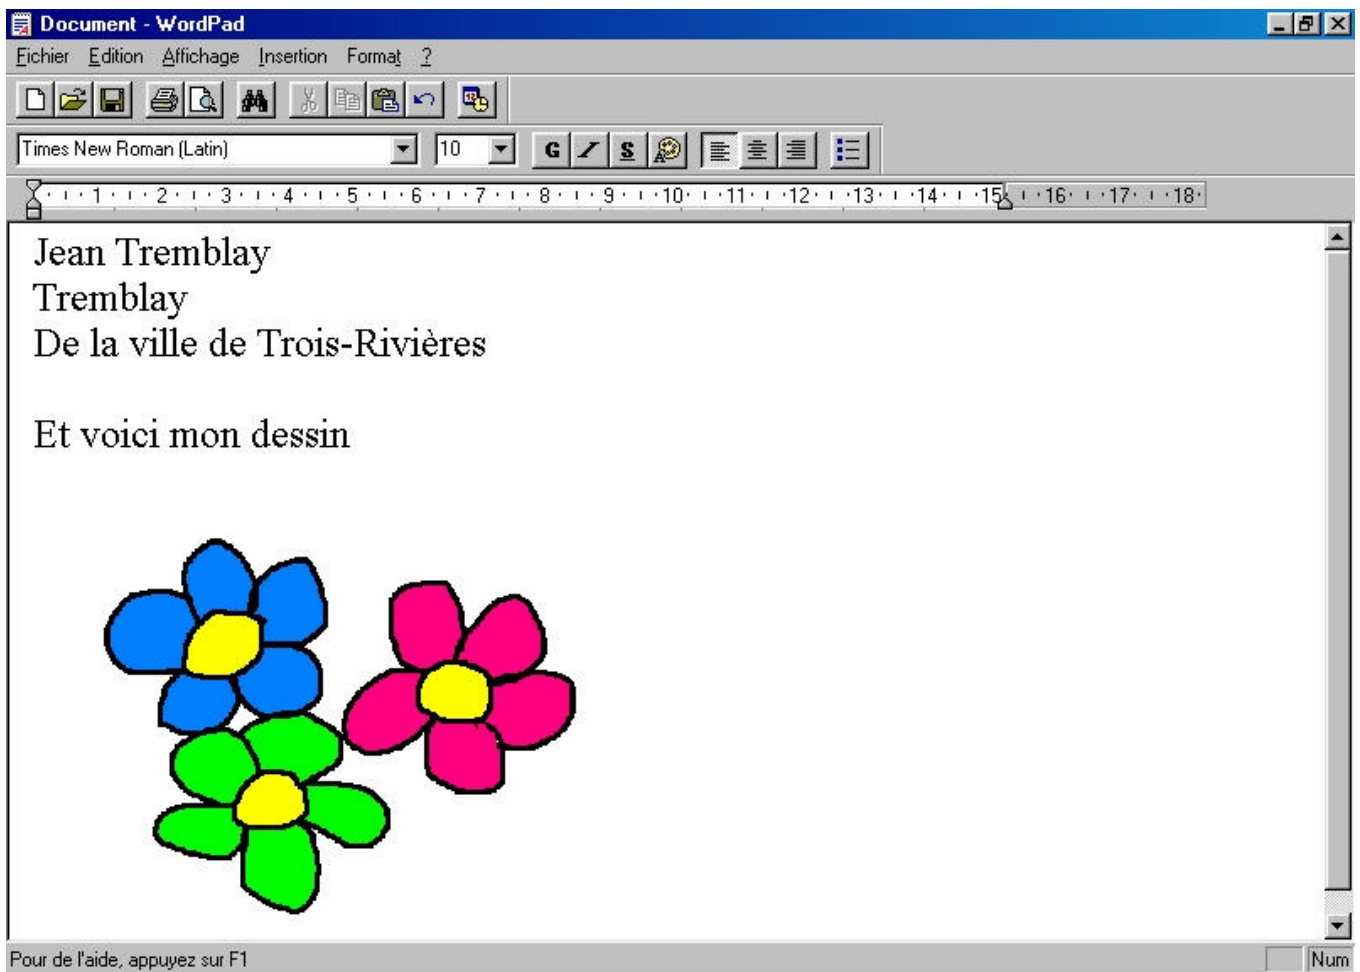 Document - WordPad
Fichier Edition Affichage Insertion Format ?
Times New Roman (Latin) 10 G I S
1 2 3 4 5 6 7 8 9 10 11 12 13 14 15 16 17 18
Jean Tremblay
Tremblay
De la ville de Trois-Rivières
Et voici mon dessin
Pour de l'aide, appuyez sur F1 Num